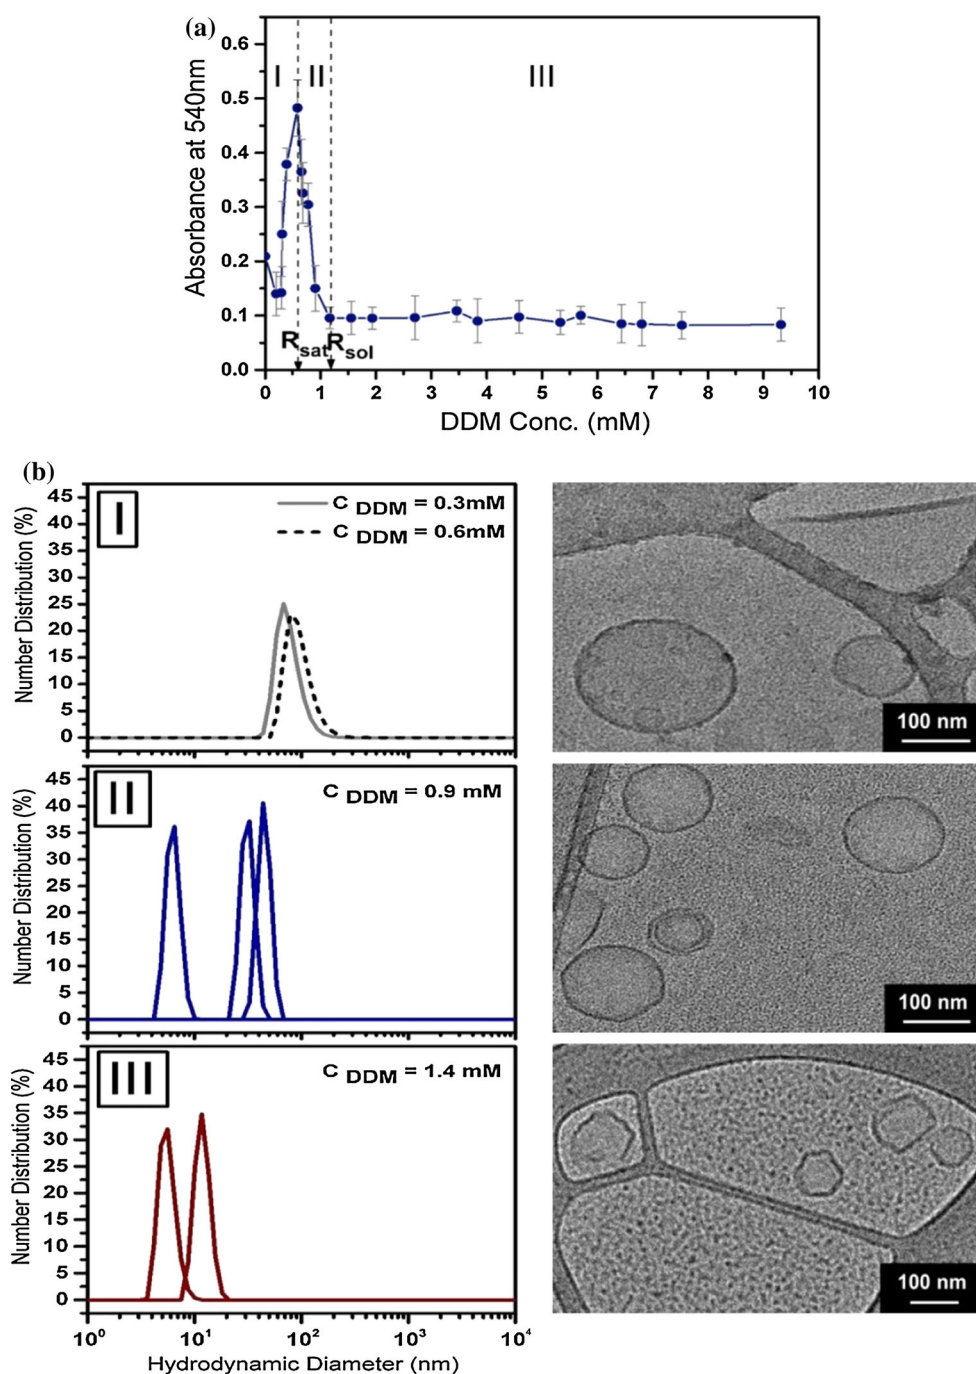 (a)
0.6
0.5
0.4
0.3
0.2
0.1
0.0
Absorbance at 540nm
I II III
Rsat Rsol
0 1 2 3 4 5 6 7 8 9 10
DDM Conc. (mM)
(b)
I
C DDM = 0.3mM
C DDM = 0.6mM
45
40
35
30
25
20
15
10
5
0
Number Distribution (%)
100 nm
II
C DDM = 0.9 mM
45
40
35
30
25
20
15
10
5
0
Number Distribution (%)
100 nm
III
C DDM = 1.4 mM
45
40
35
30
25
20
15
10
5
0
Number Distribution (%)
100 nm
10⁰ 10¹ 10² 10³ 10⁴
Hydrodynamic Diameter (nm)